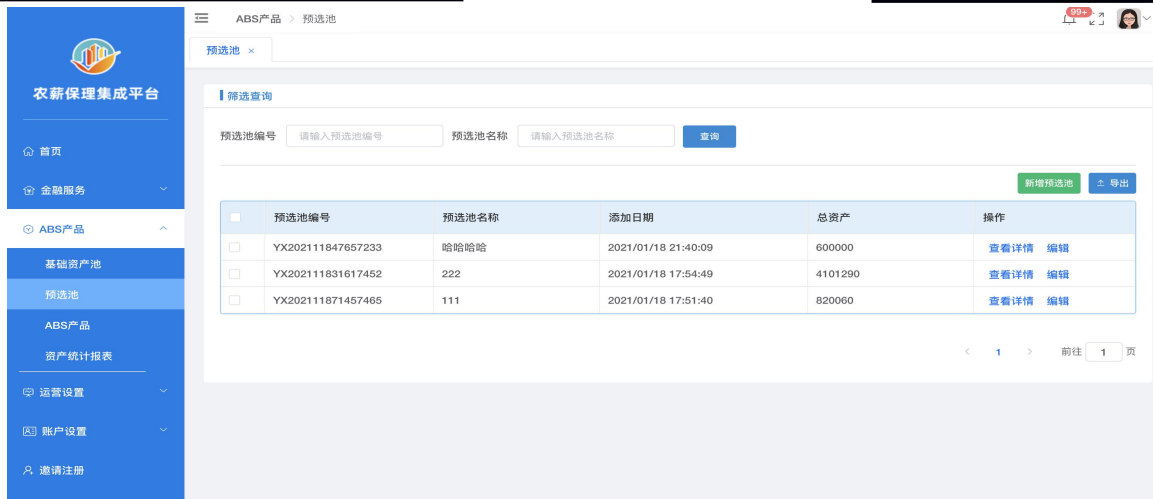 ABS产品 > 预选池
99+
预选池 ×
农薪保理集成平台
首页
金融服务
ABS产品
基础资产池
预选池
ABS产品
资产统计报表
运营设置
账户设置
邀请注册
筛选查询
预选池编号 请输入预选池编号 预选池名称 请输入预选池名称 查询
新增预选池 导出
预选池编号 预选池名称 添加日期 总资产 操作
YX202111847657233 哈哈哈哈 2021/01/18 21:40:09 600000 查看详情 编辑
YX202111831617452 222 2021/01/18 17:54:49 4101290 查看详情 编辑
YX202111871457465 111 2021/01/18 17:51:40 820060 查看详情 编辑
< 1 > 前往 1 页